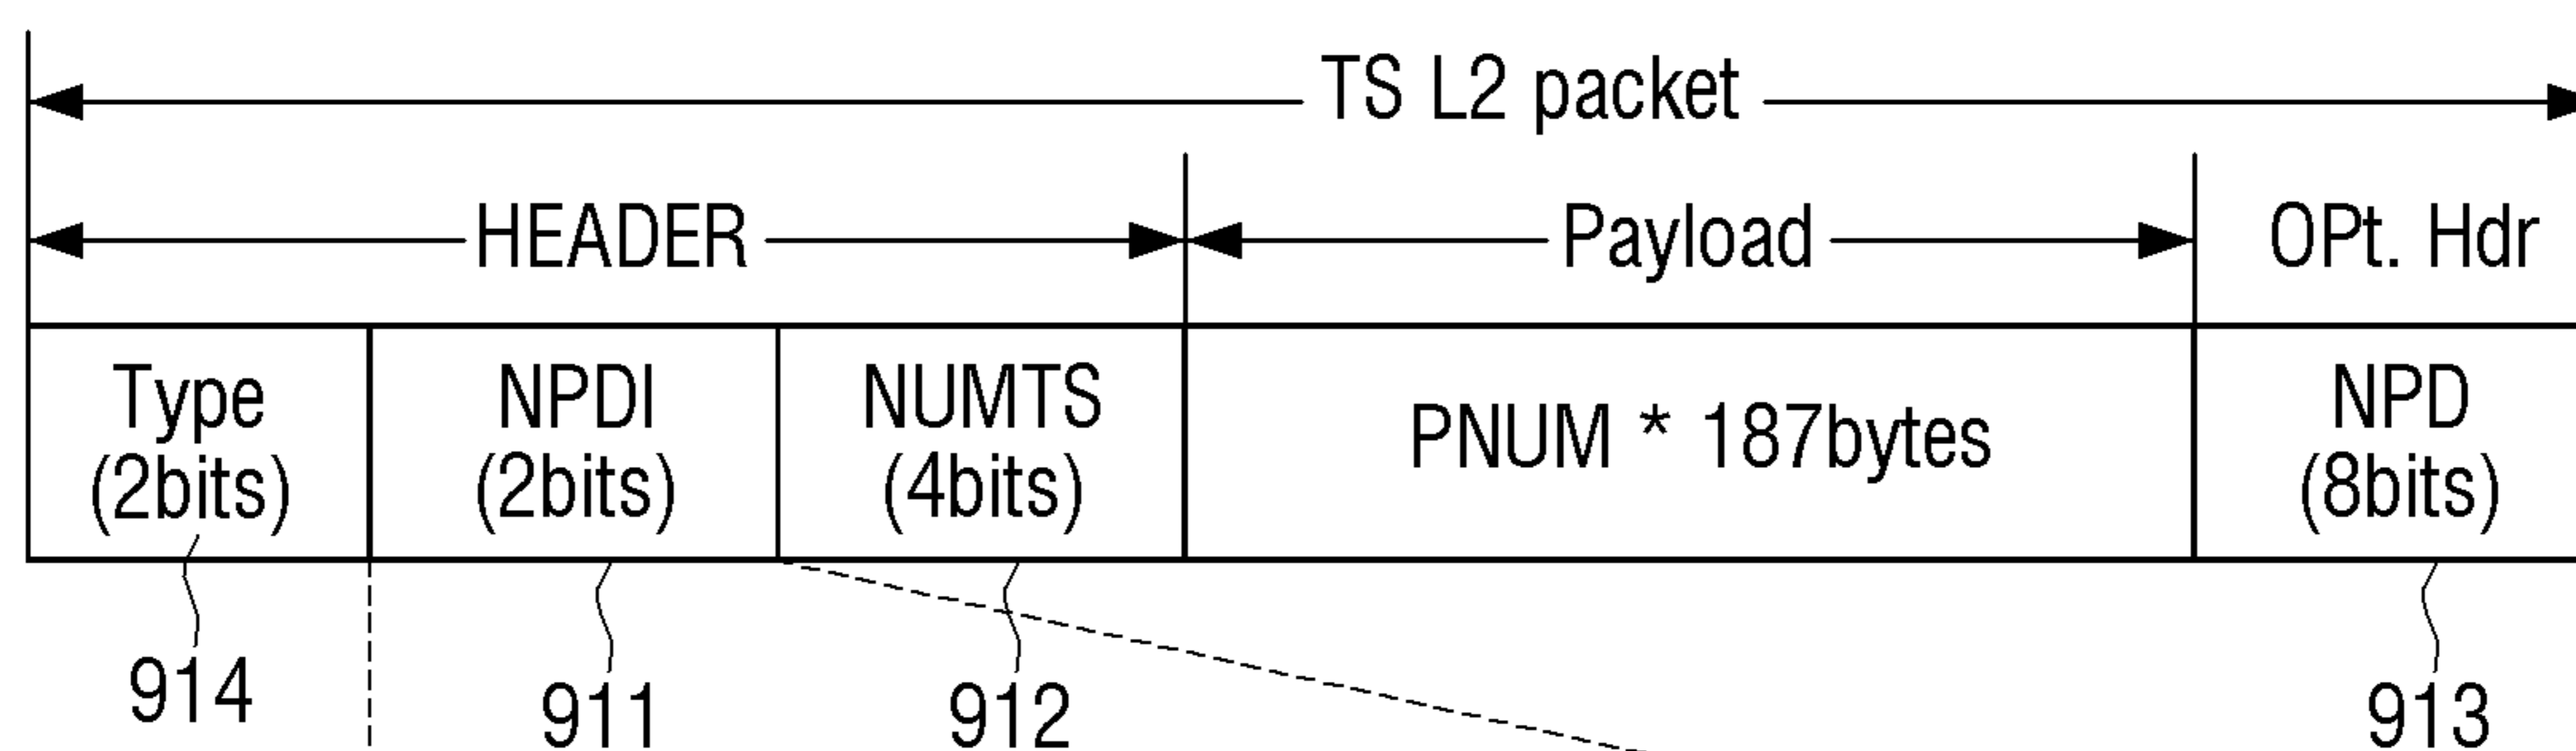 TS L2 packet
HEADER Payload OPt. Hdr
Type NPDI NUMTS PNUM * 187bytes NPD
(2bits) (2bits) (4bits) (8bits)
914 911 912 913